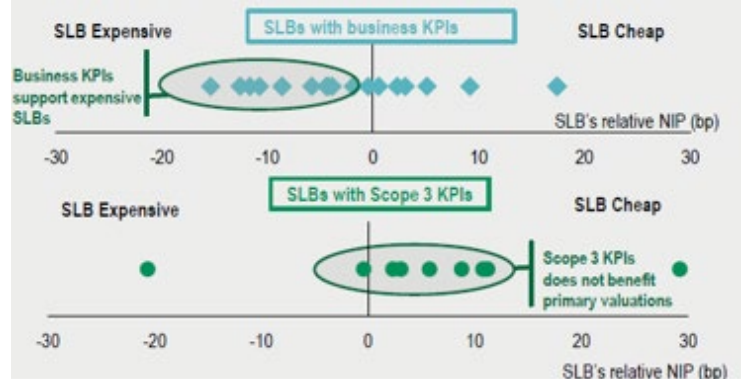 SLBs with business KPIs
SLB Expensive
SLB Cheap
Business KPIs
support expensive
SLBs
SLB's relative NIP (bp)
-30 -20 -10 0 10 20 30
SLBs with Scope 3 KPIs
SLB Expensive
SLB Cheap
Scope 3 KPIs
does not benefit
primary valuations
-30 -20 -10 0 10 20 30
SLB's relative NIP (bp)